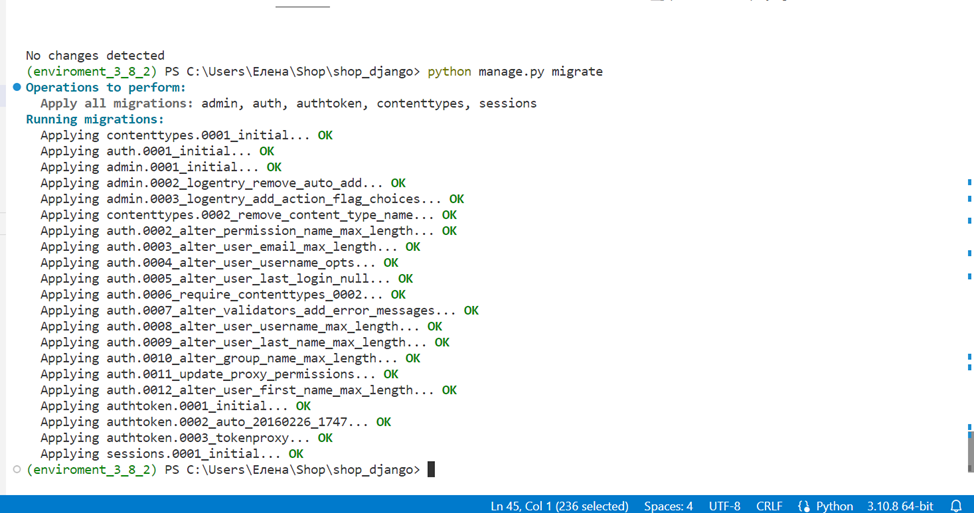 No changes detected
(enviroment_3_8_2) PS C:\Users\Елена\Shop\shop_django> python manage.py migrate
Operations to perform:
  Apply all migrations: admin, auth, authtoken, contenttypes, sessions
Running migrations:
  Applying contenttypes.0001_initial... OK
  Applying auth.0001_initial... OK
  Applying admin.0001_initial... OK
  Applying admin.0002_logentry_remove_auto_add... OK
  Applying admin.0003_logentry_add_action_flag_choices... OK
  Applying contenttypes.0002_remove_content_type_name... OK
  Applying auth.0002_alter_permission_name_max_length... OK
  Applying auth.0003_alter_user_email_max_length... OK
  Applying auth.0004_alter_user_username_opts... OK
  Applying auth.0005_alter_user_last_login_null... OK
  Applying auth.0006_require_contenttypes_0002... OK
  Applying auth.0007_alter_validators_add_error_messages... OK
  Applying auth.0008_alter_user_username_max_length... OK
  Applying auth.0009_alter_user_last_name_max_length... OK
  Applying auth.0010_alter_group_name_max_length... OK
  Applying auth.0011_update_proxy_permissions... OK
  Applying auth.0012_alter_user_first_name_max_length... OK
  Applying authtoken.0001_initial... OK
  Applying authtoken.0002_auto_20160226_1747... OK
  Applying authtoken.0003_tokenproxy... OK
  Applying sessions.0001_initial... OK
(enviroment_3_8_2) PS C:\Users\Елена\Shop\shop_django>
Ln 45, Col 1 (236 selected) Spaces: 4 UTF-8 CRLF Python 3.10.8 64-bit